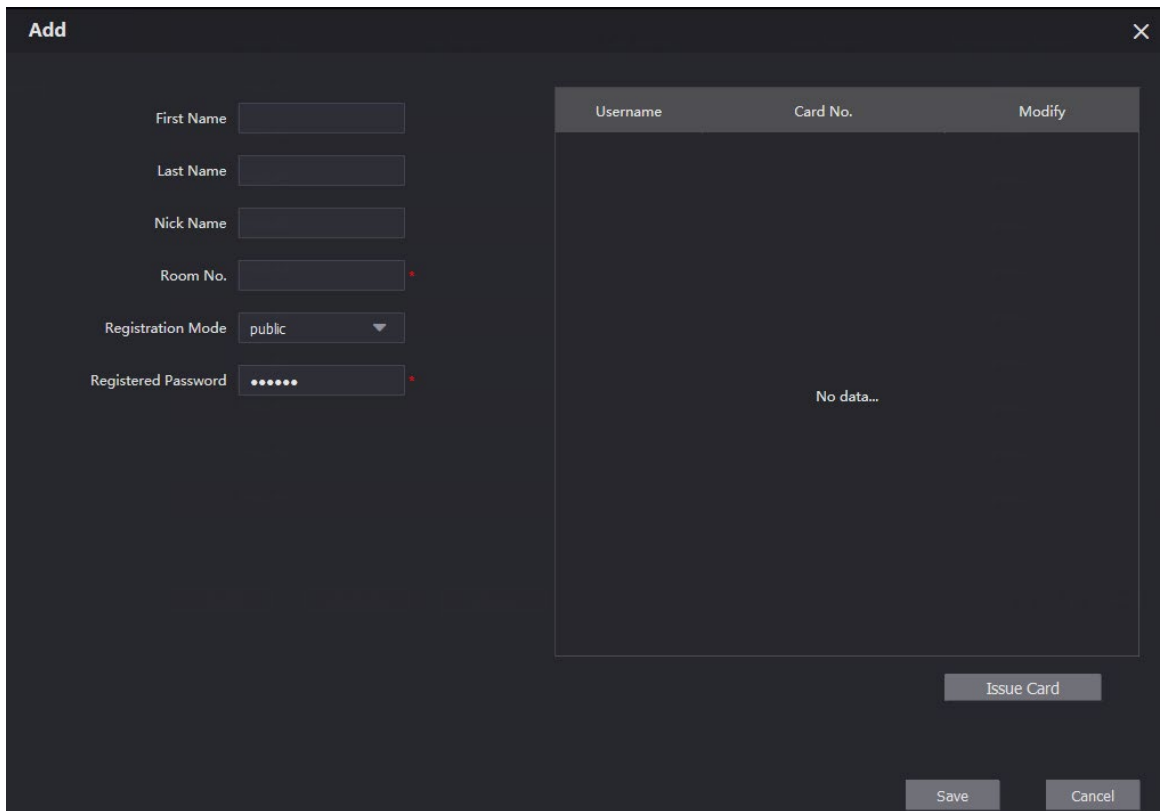 Add
First Name
Last Name
Nick Name
Room No. *
Registration Mode public
Registered Password •••••• *
Username Card No. Modify
No data...
Issue Card
Save Cancel